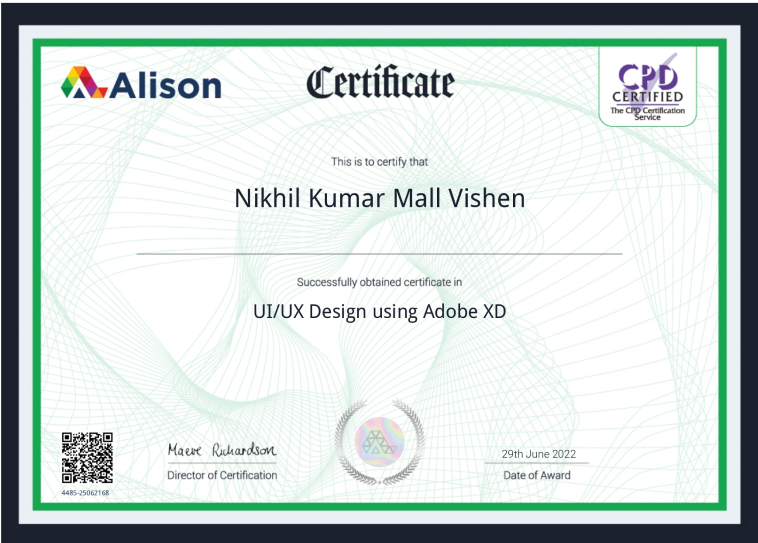 Alison
Certificate
CPD
CERTIFIED
The CPD Certification
Service
This is to certify that
Nikhil Kumar Mall Vishen
Successfully obtained certificate in
UI/UX Design using Adobe XD
Maeve Richardson
Director of Certification
29th June 2022
Date of Award
4485-25062168